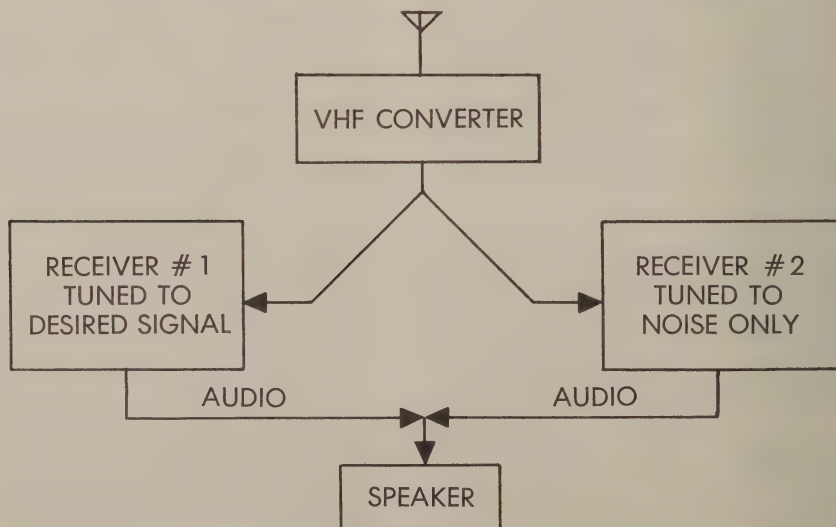 VHF CONVERTER
RECEIVER #1
TUNED TO
DESIRED SIGNAL
RECEIVER #2
TUNED TO
NOISE ONLY
AUDIO
AUDIO
SPEAKER